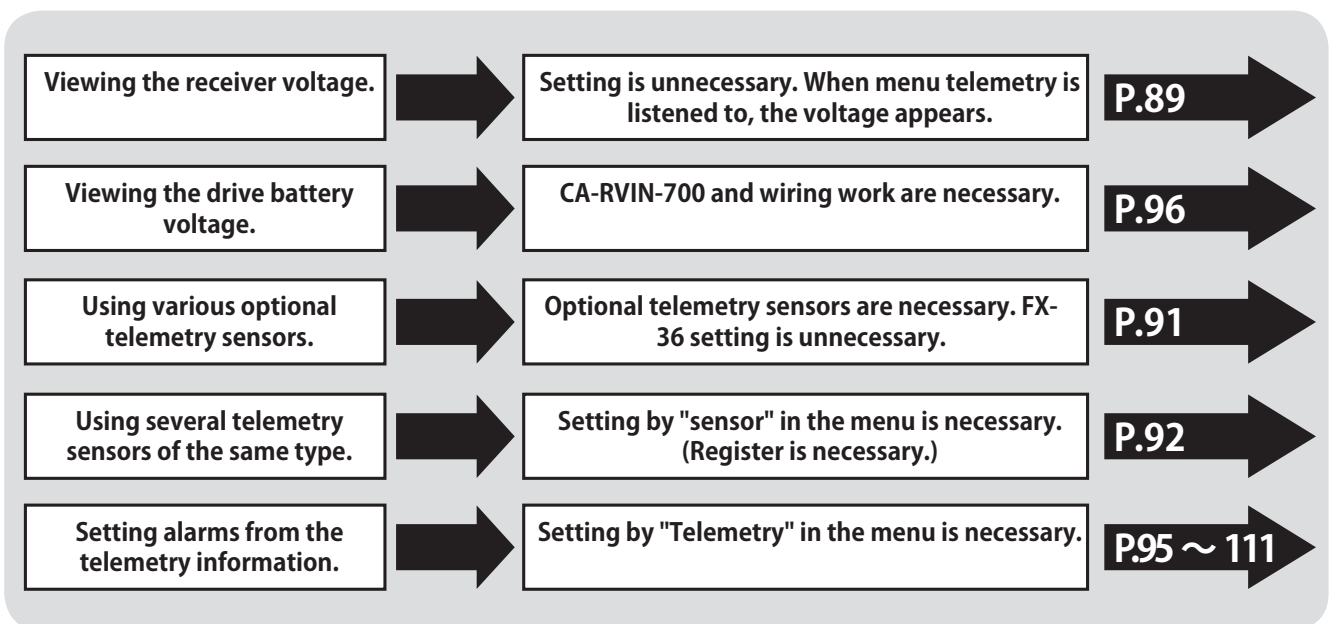 Viewing the receiver voltage.
Setting is unnecessary. When menu telemetry is
listened to, the voltage appears.
P.89
Viewing the drive battery
voltage.
CA-RVIN-700 and wiring work are necessary.
P.96
Using various optional
telemetry sensors.
Optional telemetry sensors are necessary. FX-
36 setting is unnecessary.
P.91
Using several telemetry
sensors of the same type.
Setting by "sensor" in the menu is necessary.
(Register is necessary.)
P.92
Setting alarms from the
telemetry information.
Setting by "Telemetry" in the menu is necessary.
P.95 ～ 111